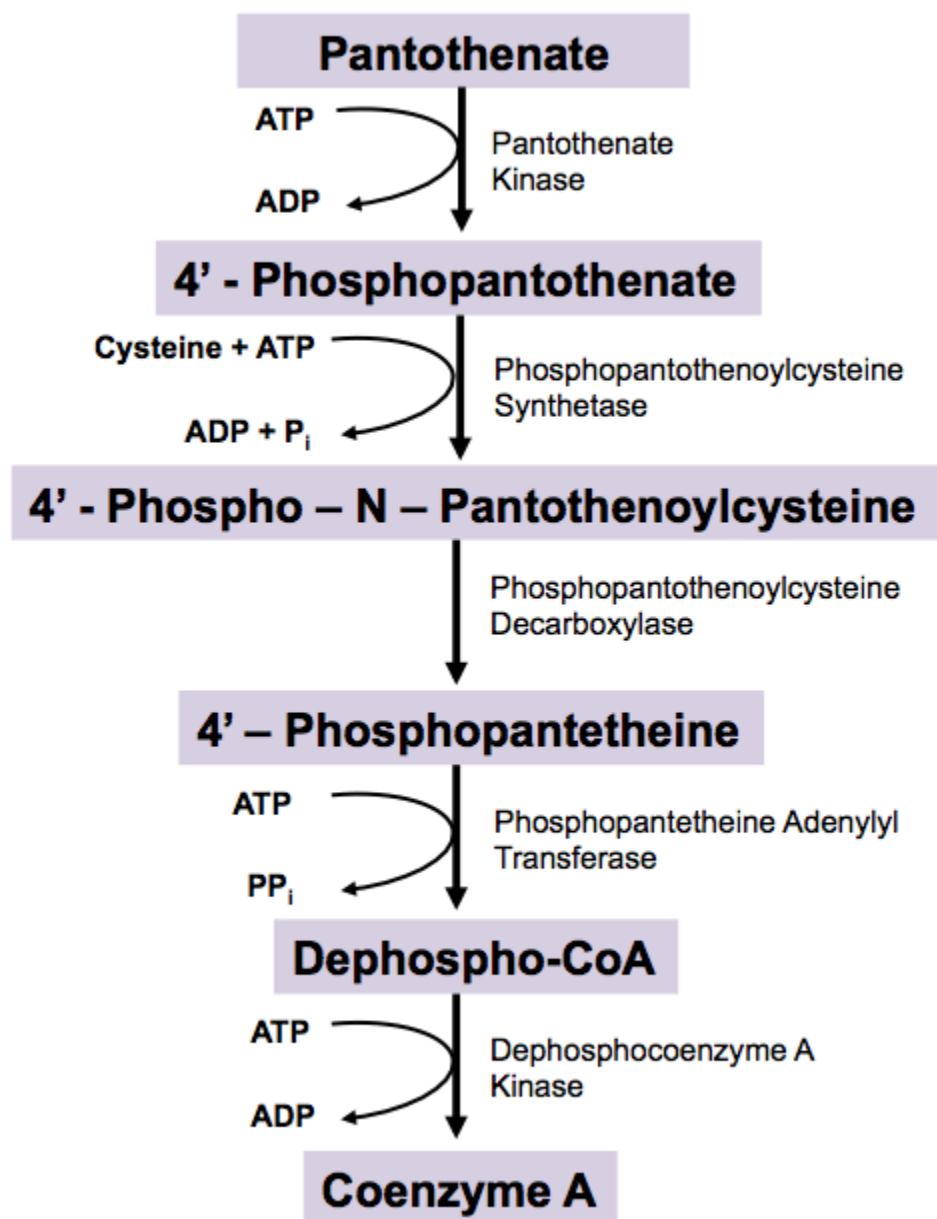 Pantothenate
ATP
Pantothenate
Kinase
ADP
4’ - Phosphopantothenate
Cysteine + ATP
Phosphopantothenoylcysteine
Synthetase
ADP + Pi
4’ - Phospho – N – Pantothenoylcysteine
Phosphopantothenoylcysteine
Decarboxylase
4’ – Phosphopantetheine
ATP
Phosphopantetheine Adenylyl
Transferase
PPi
Dephospho-CoA
ATP
Dephosphocoenzyme A
Kinase
ADP
Coenzyme A